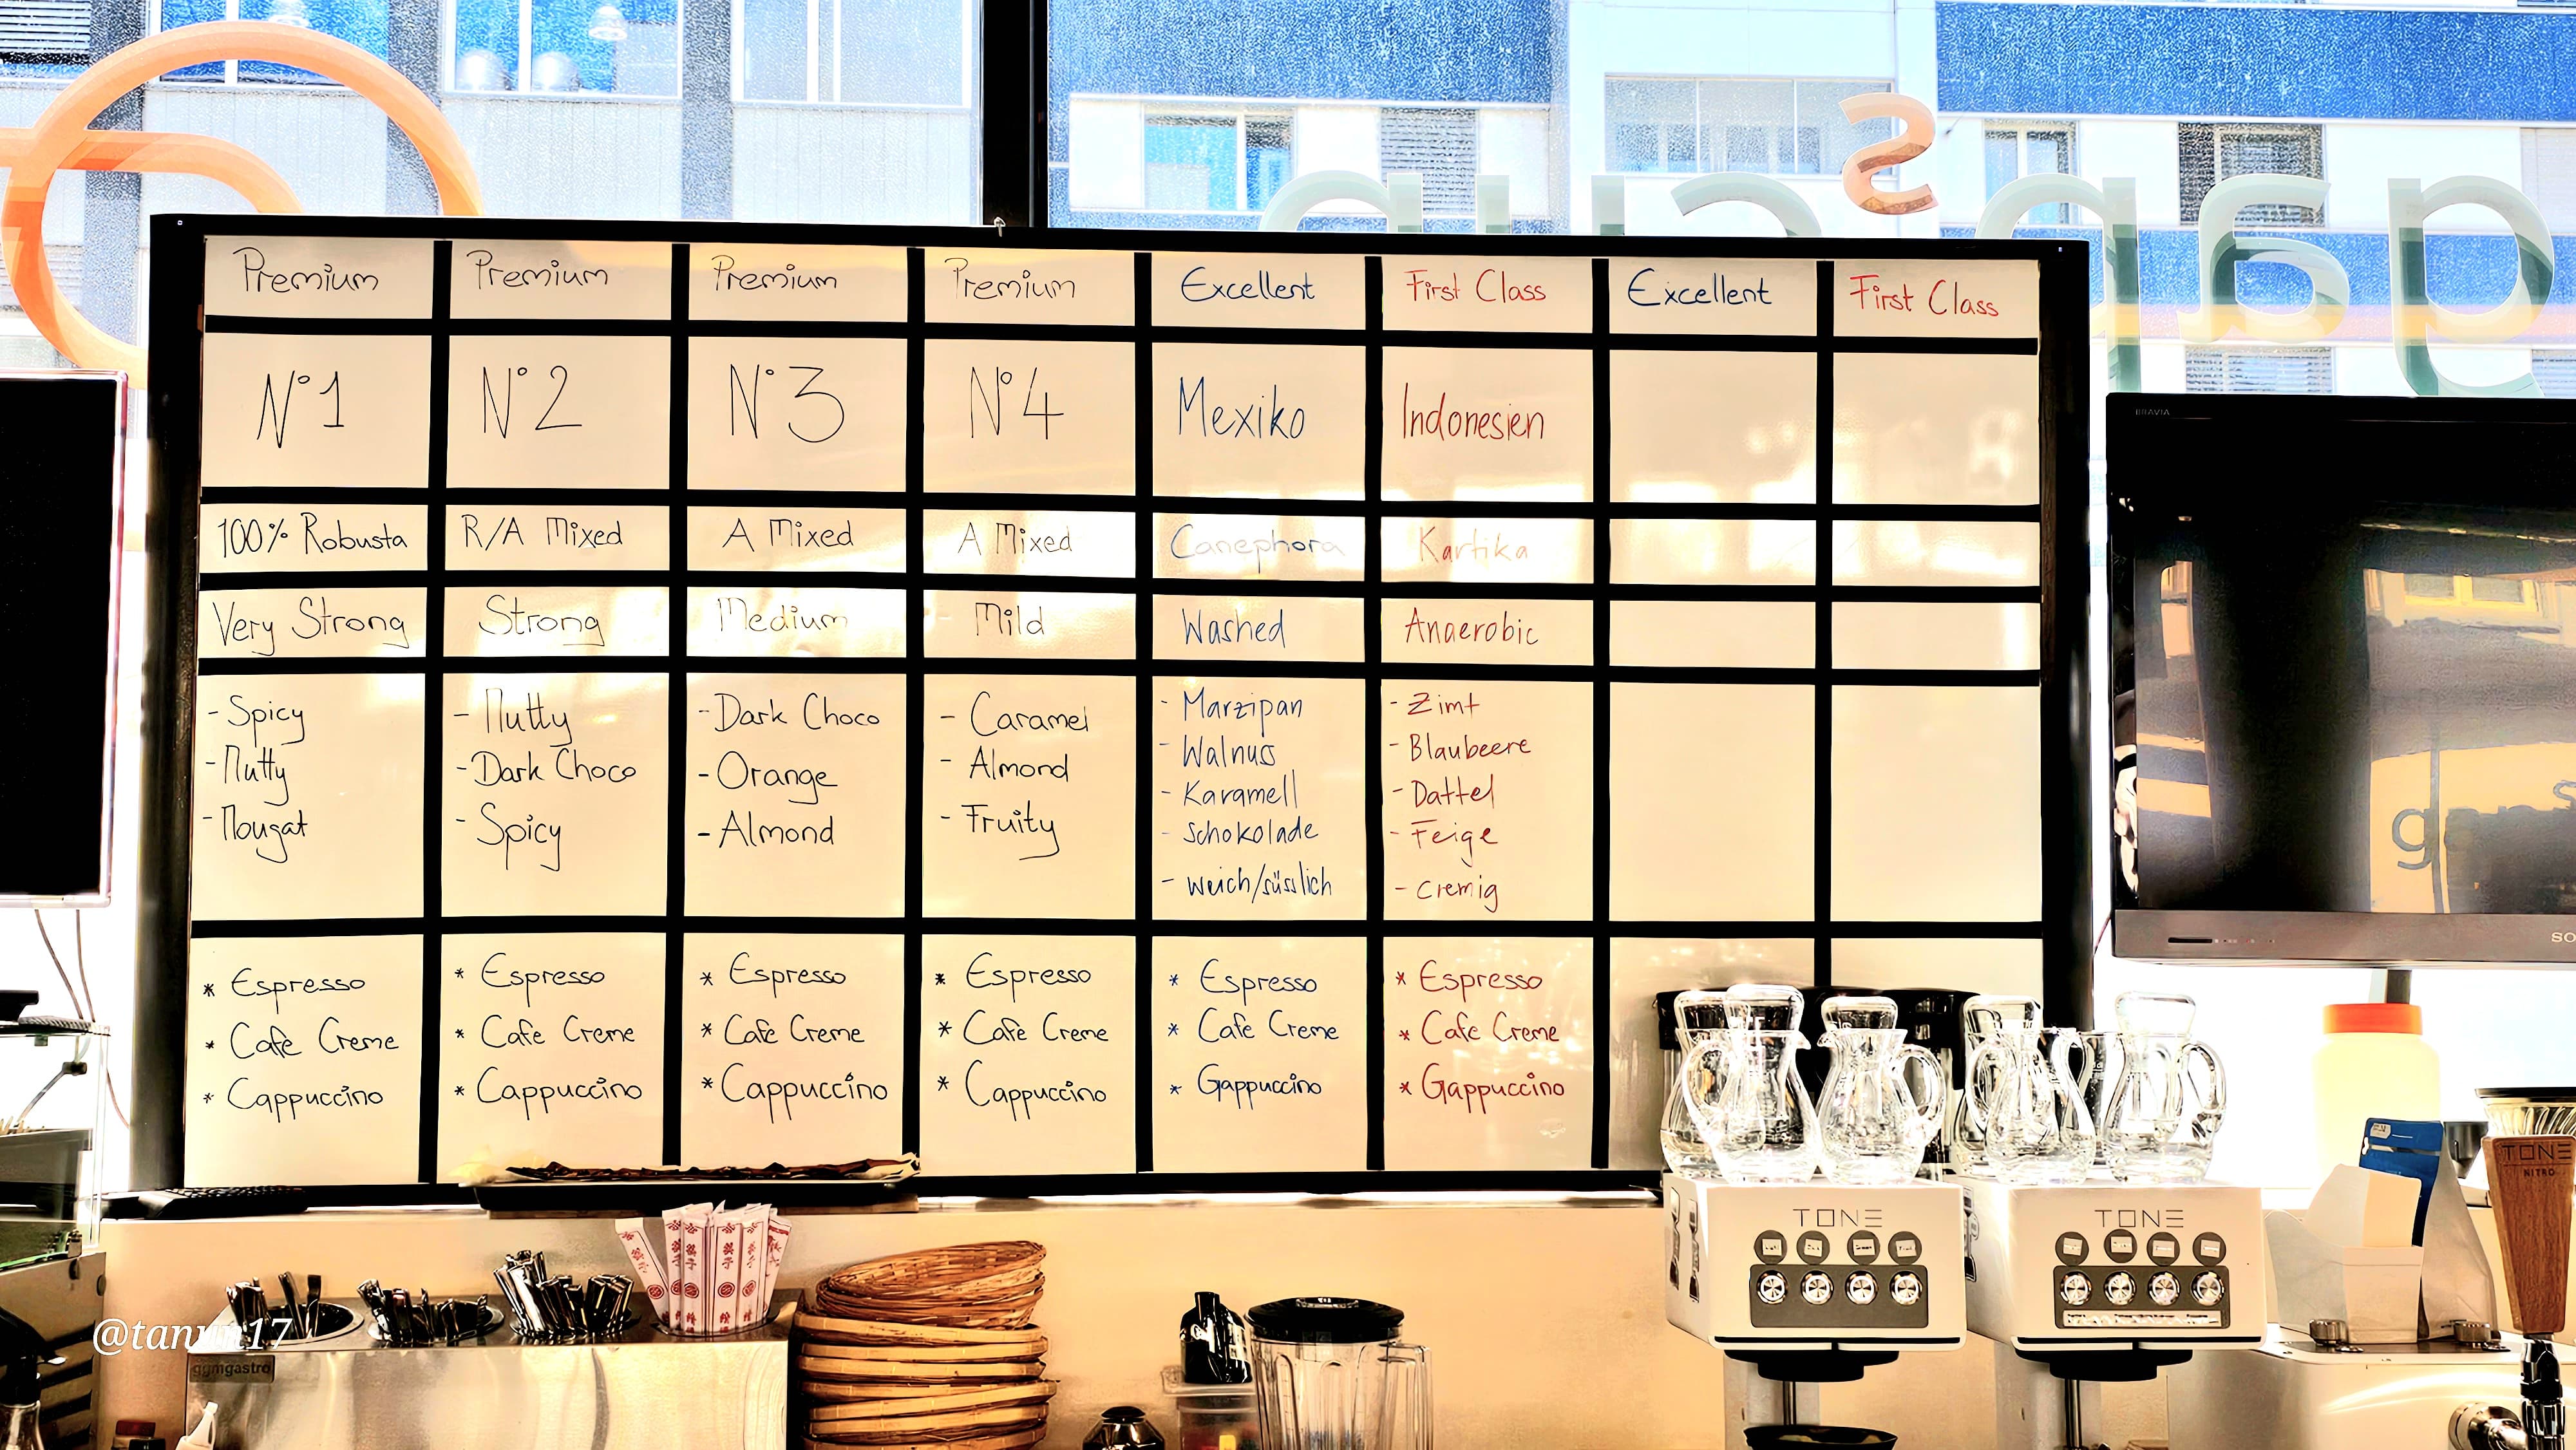 Premium Premium Premium Premium Excellent First Class Excellent First Class
N°1 N°2 N°3 N°4 Mexiko Indonesien
100% Robusta R/A Mixed A Mixed A Mixed Canephora Kartika
Very Strong Strong Medium Mild Washed Anaerobic
- Spicy
- Nutty
- Nougat
- Nutty
- Dark Choco
- Spicy
- Dark Choco
- Orange
- Almond
- Caramel
- Almond
- Fruity
- Marzipan
- Walnuss
- Karamell
- Schokolade
- weich/süsslich
- Zimt
- Blaubeere
- Dattel
- Feige
- cremig
* Espresso
* Cafe Creme
* Cappuccino
* Espresso
* Cafe Creme
* Cappuccino
* Espresso
* Cafe Creme
* Cappuccino
* Espresso
* Cafe Creme
* Cappuccino
* Espresso
* Cafe Creme
* Gappuccino
* Espresso
* Cafe Creme
* Gappuccino
BRAVIA
SO
TONE
TONE
TONE
NITRO
ggmgastro